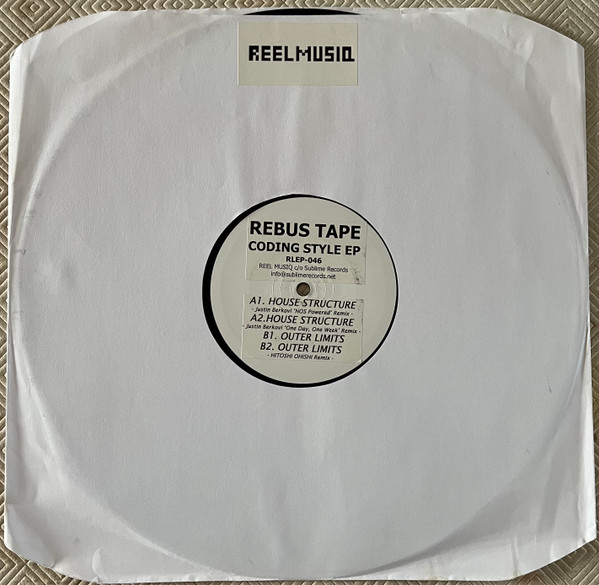 REELMUSIQ
REBUS TAPE
CODING STYLE EP
RLEP-046
REEL MUSIQ c/o Sublime Records
info@sublimerecords.net
A1. HOUSE STRUCTURE
- Justin Berkovi 'NOS Powered' Remix -
A2.HOUSE STRUCTURE
- Justin Berkovi 'One Day, One Week' Remix -
B1. OUTER LIMITS
B2. OUTER LIMITS
- HITOSHI OHISHI Remix -